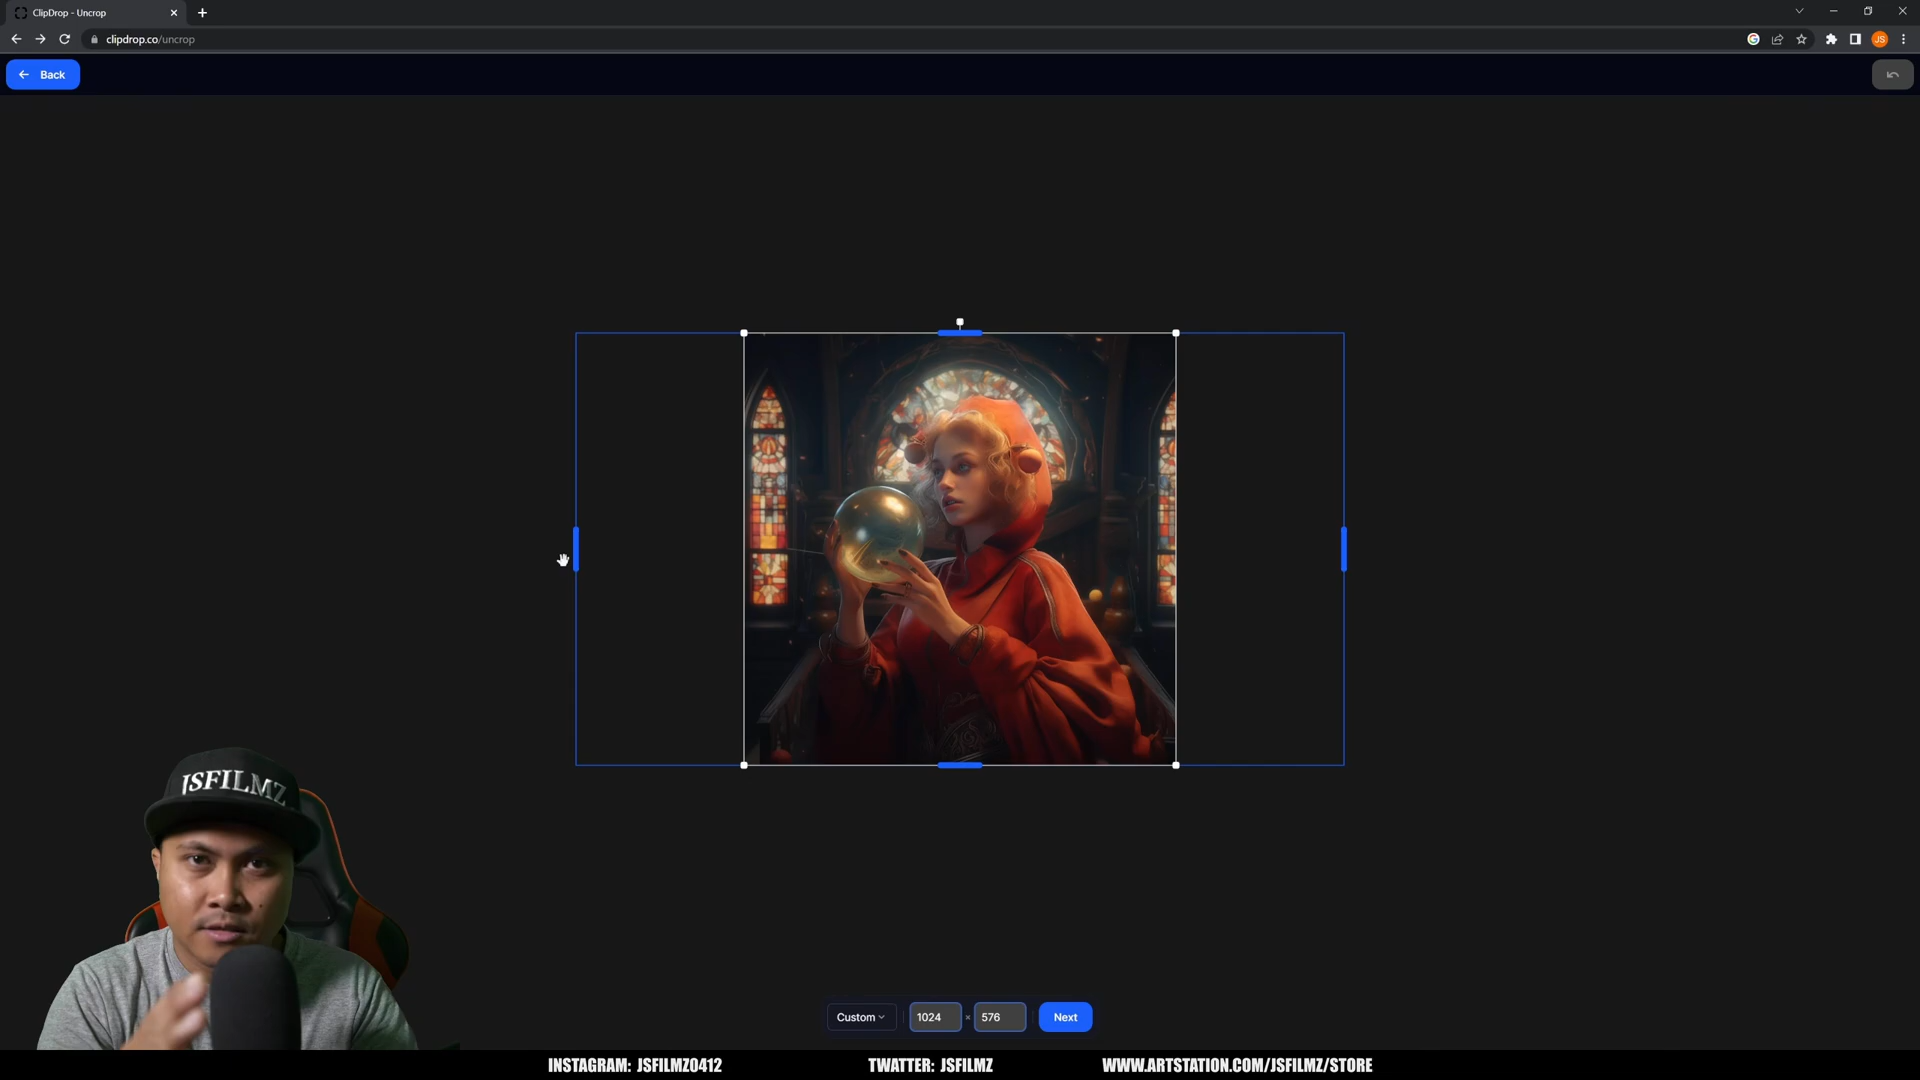 ClipDrop - Uncrop
clipdrop.co/uncrop
JS
Back
JSFILMZ
Custom
1024
×
576
Next
INSTAGRAM: JSFILMZ0412
TWATTER: JSFILMZ
WWW.ARTSTATION.COM/JSFILMZ/STORE